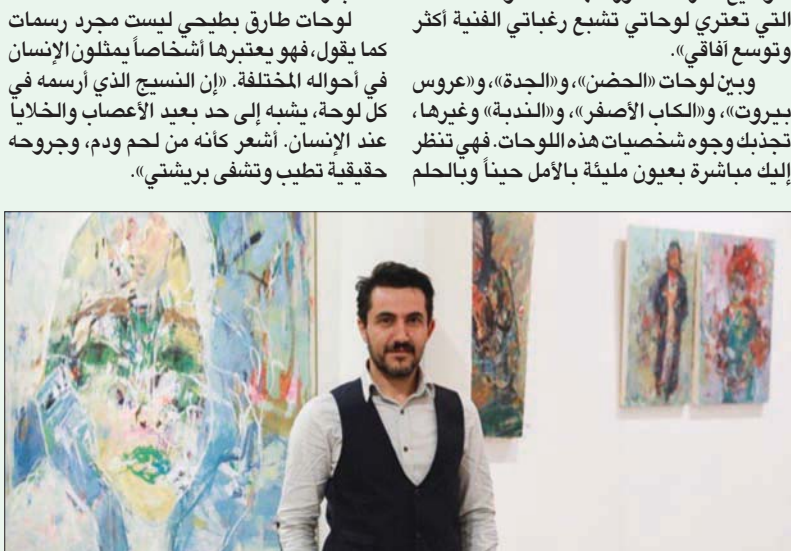 التي تعتري لوحاتي تشبع رغباتي الفنية أكثر
وتوسع آفاقي».
وبين لوحات «الحضن»، و«الجدة»، و«عروس
بيروت»، و«الكاب الأصفر»، و«الندبة» وغيرها،
تجذبك وجوه شخصيات هذه اللوحات. فهي تنظر
إليك مباشرة بعيون مليئة بالأمل حيناً وبالحلم
لوحات طارق بطيحي ليست مجرد رسمات
كما يقول، فهو يعتبرها أشخاصاً يمثلون الإنسان
في أحواله المختلفة. «إن النسيج الذي أرسمه في
كل لوحة، يشبه إلى حد بعيد الأعصاب والخلايا
عند الإنسان. أشعر كأنه من لحم ودم، وجروحه
حقيقية تطيب وتشفى بريشتي».